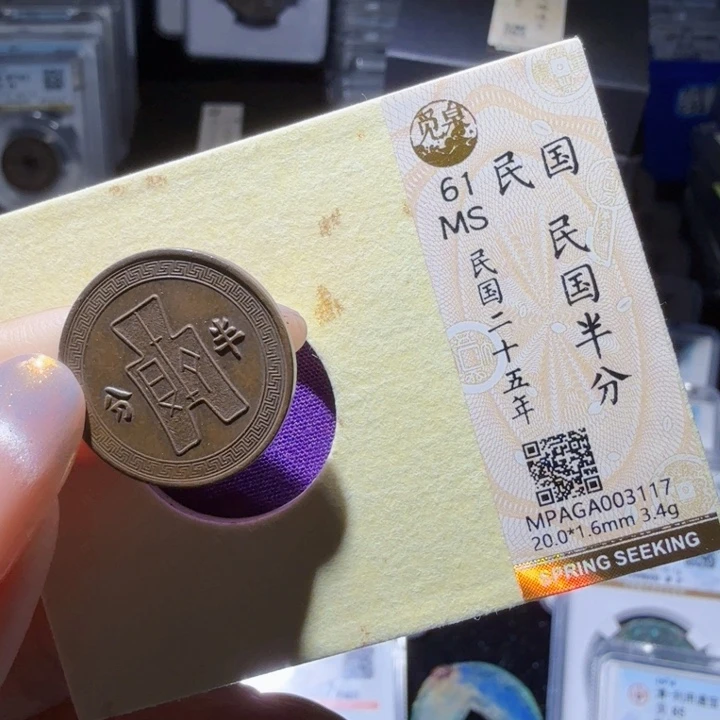 觅泉
61
MS
民国
民国半分
民国二十五年
MPAGA003117
20.0*1.6mm 3.4g
SPRING SEEKING
半
分